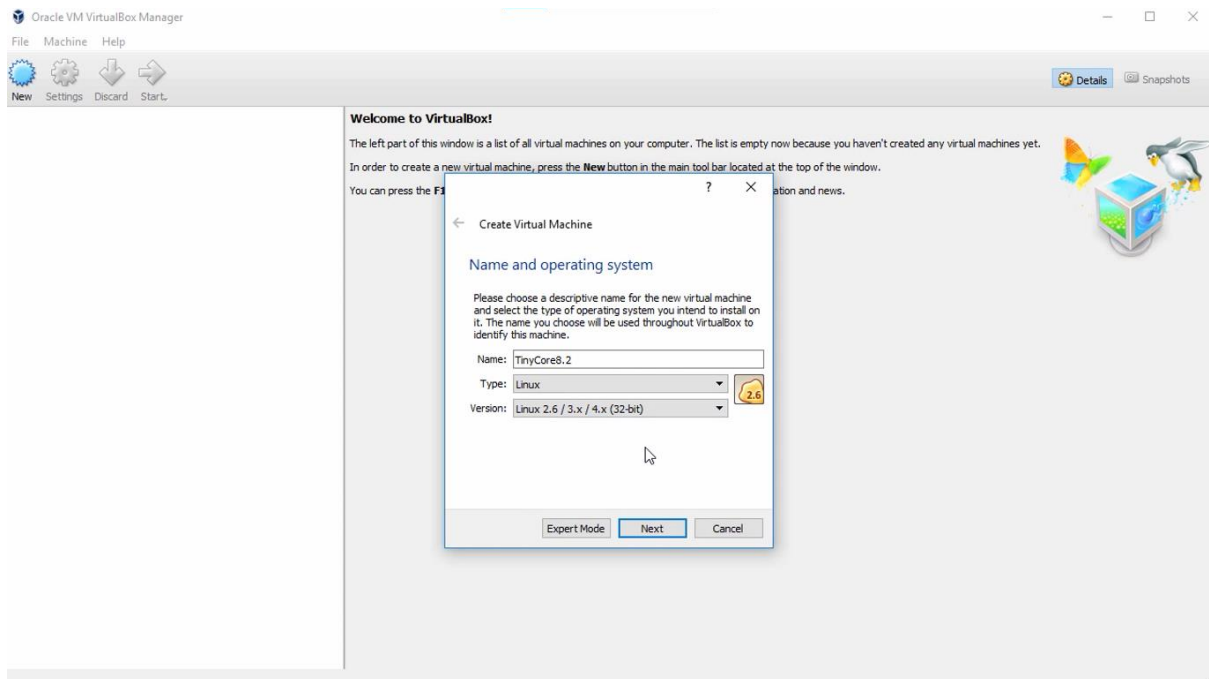 Oracle VM VirtualBox Manager
File Machine Help
New Settings Discard Start
Details Snapshots
Welcome to VirtualBox!
The left part of this window is a list of all virtual machines on your computer. The list is empty now because you haven't created any virtual machines yet.
In order to create a new virtual machine, press the New button in the main tool bar located at the top of the window.
You can press the F1 ation and news.
?
Create Virtual Machine
Name and operating system
Please choose a descriptive name for the new virtual machine
and select the type of operating system you intend to install on
it. The name you choose will be used throughout VirtualBox to
identify this machine.
Name: TinyCore8.2
Type: Linux
2.6
Version: Linux 2.6 / 3.x / 4.x (32-bit)
Expert Mode Next Cancel